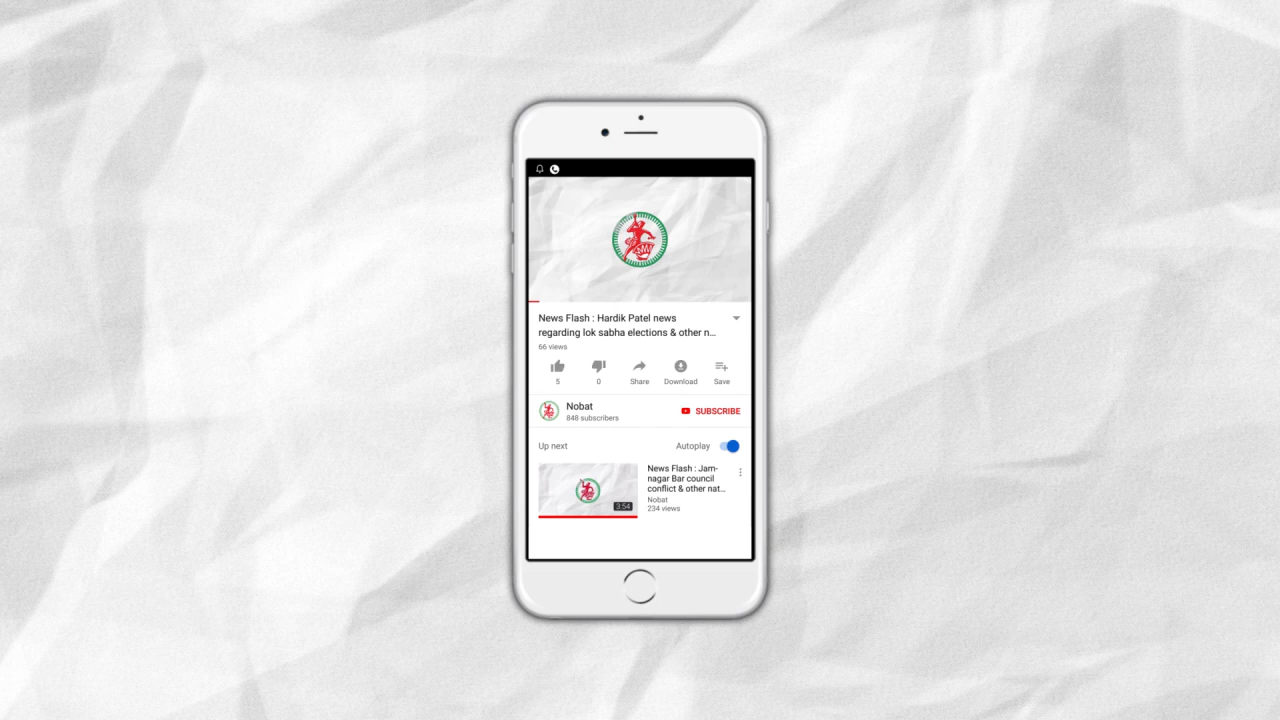 News Flash : Hardik Patel news
regarding lok sabha elections & other n...
66 views
5
0
Share
Download
Save
Nobat
848 subscribers
SUBSCRIBE
Up next
Autoplay
News Flash : Jam-
nagar Bar council
conflict & other nat...
Nobat
234 views
3:54